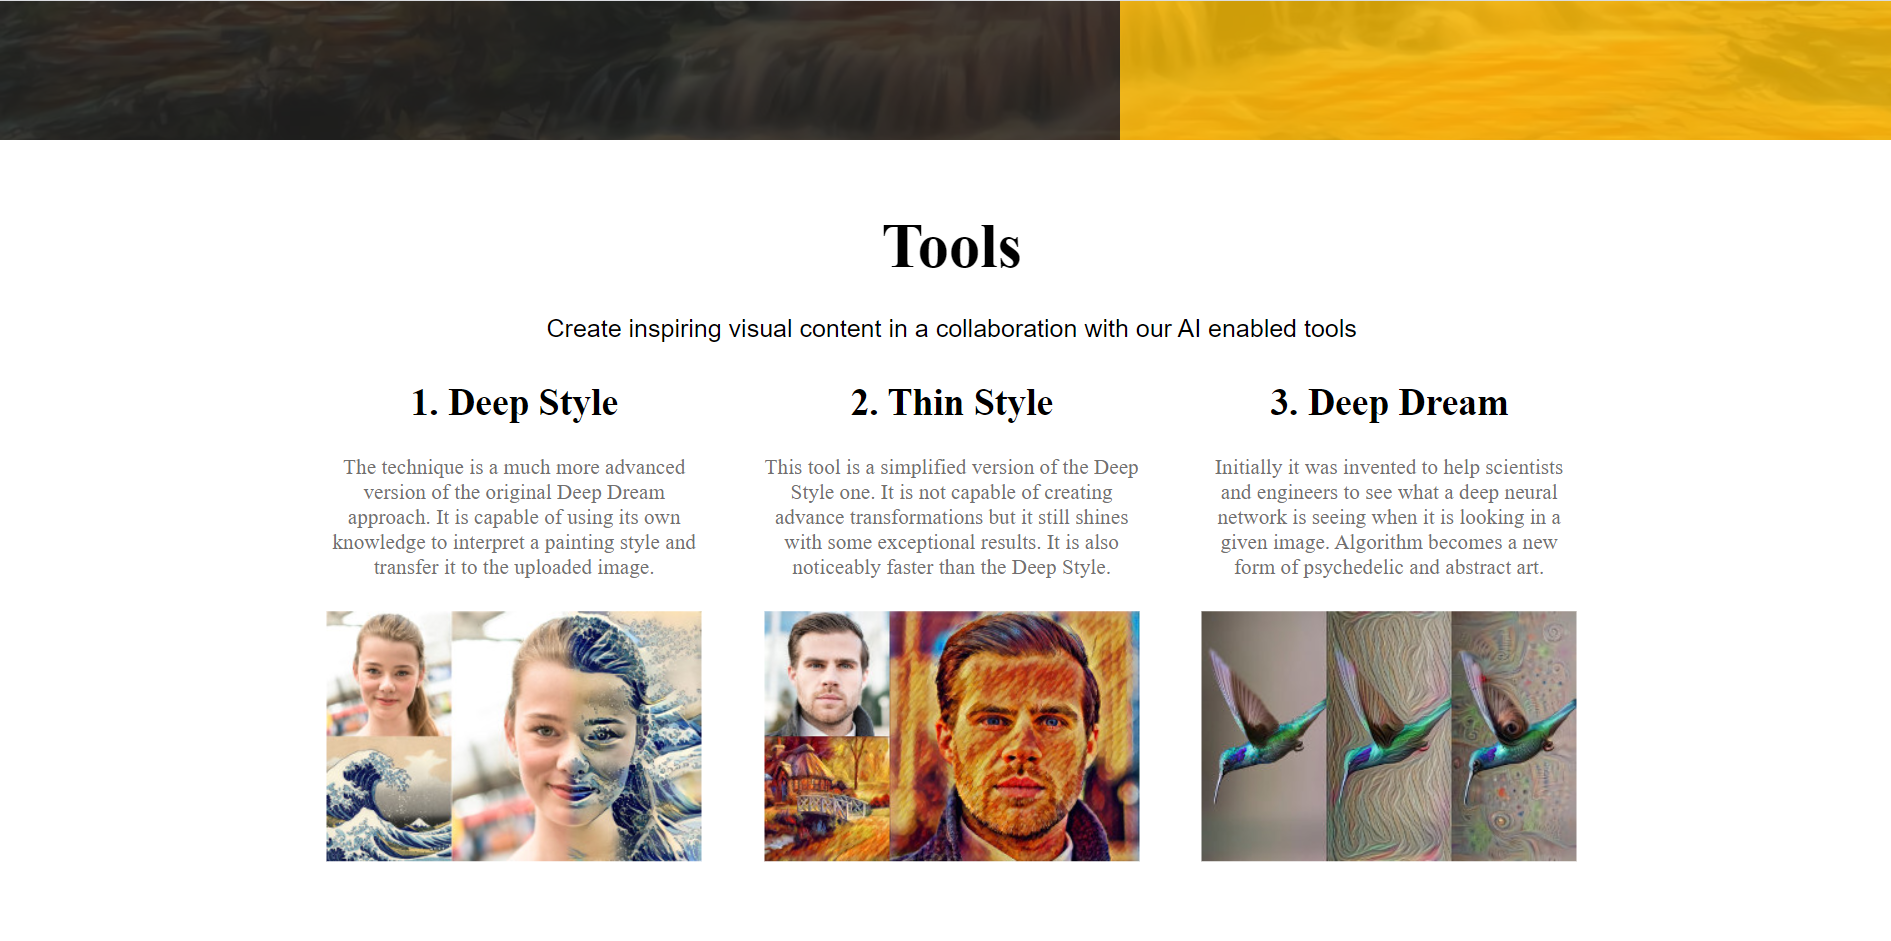 Tools
Create inspiring visual content in a collaboration with our AI enabled tools
1. Deep Style
The technique is a much more advanced
version of the original Deep Dream
approach. It is capable of using its own
knowledge to interpret a painting style and
transfer it to the uploaded image.
2. Thin Style
This tool is a simplified version of the Deep
Style one. It is not capable of creating
advance transformations but it still shines
with some exceptional results. It is also
noticeably faster than the Deep Style.
3. Deep Dream
Initially it was invented to help scientists
and engineers to see what a deep neural
network is seeing when it is looking in a
given image. Algorithm becomes a new
form of psychedelic and abstract art.